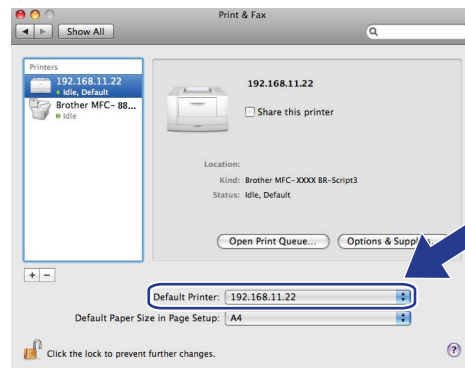 Print & Fax
Show All
Printers
192.168.11.22
Idle, Default
Brother MFC- 88...
Idle
192.168.11.22
Share this printer
Location:
Kind: Brother MFC-XXXX BR-Script3
Status: Idle, Default
Open Print Queue...
Options &
+ -
Default Printer: 192.168.11.22
Default Paper Size in Page Setup: A4
Click the lock to prevent further changes.
?